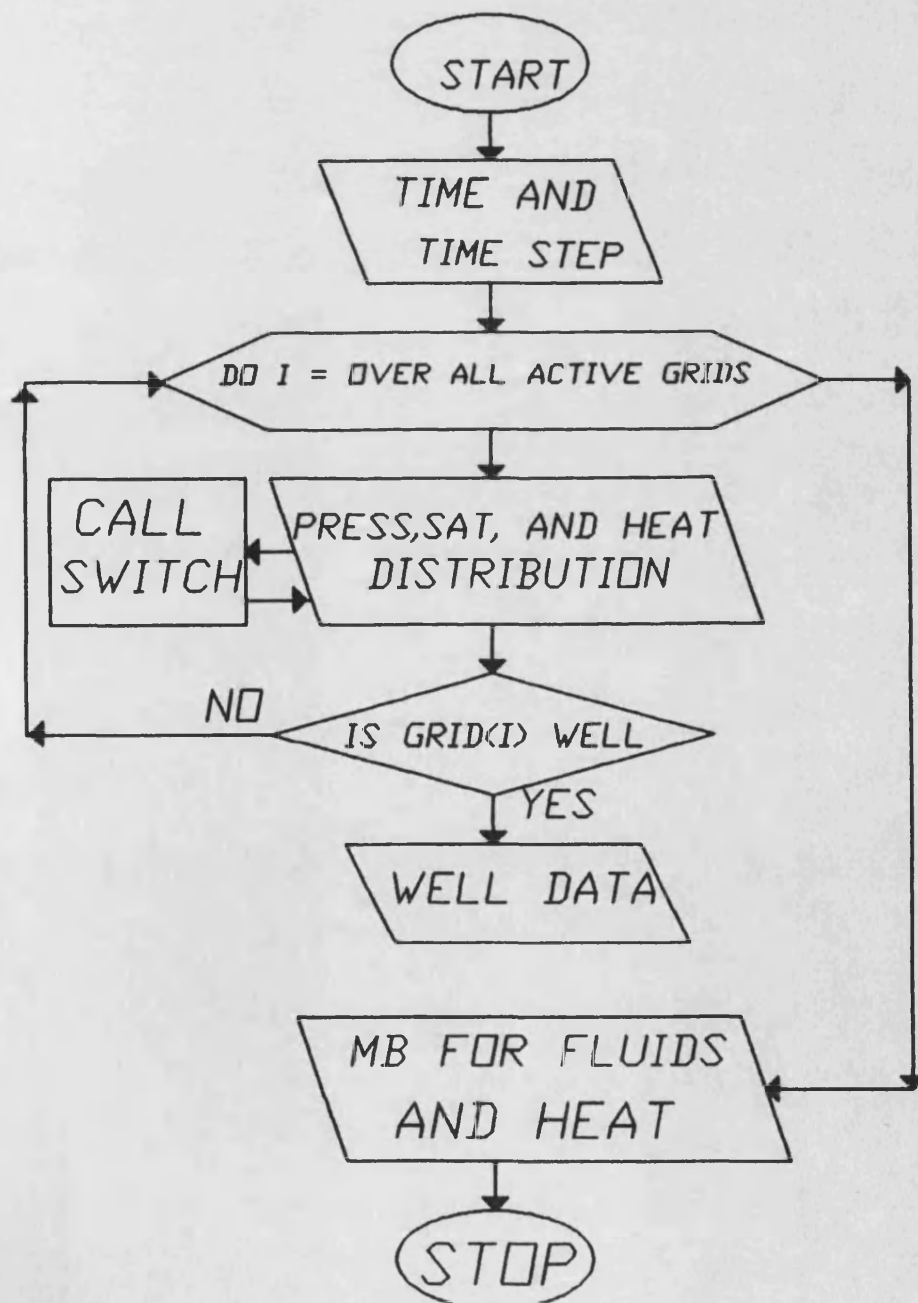 START
TIME AND
TIME STEP
DO I = OVER ALL ACTIVE GRIDS
CALL
SWITCH
PRESS,SAT, AND HEAT
DISTRIBUTION
NO
IS GRID(I) WELL
YES
WELL DATA
M.B FOR FLUIDS
AND HEAT
STOP